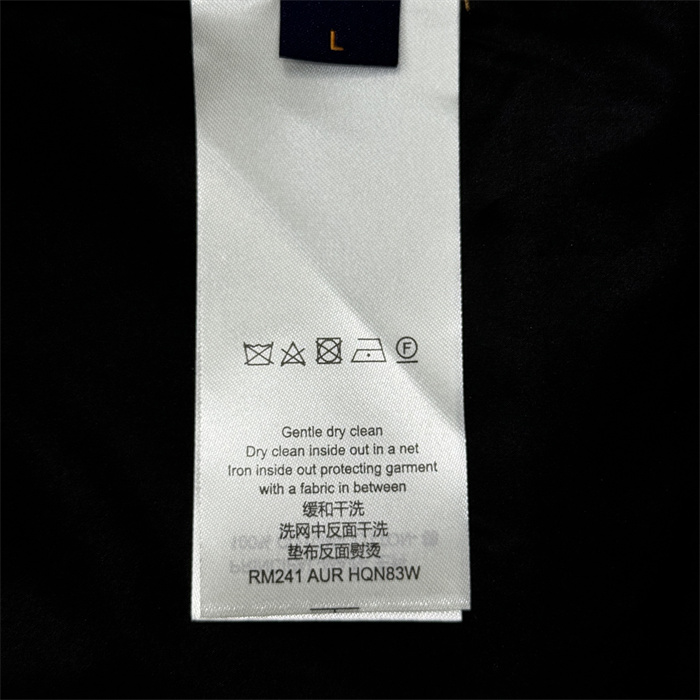 L
F
Gentle dry clean
Dry clean inside out in a net
Iron inside out protecting garment
with a fabric in between
缓和干洗
洗网中反面干洗
垫布反面熨烫
RM241 AUR HQN83W